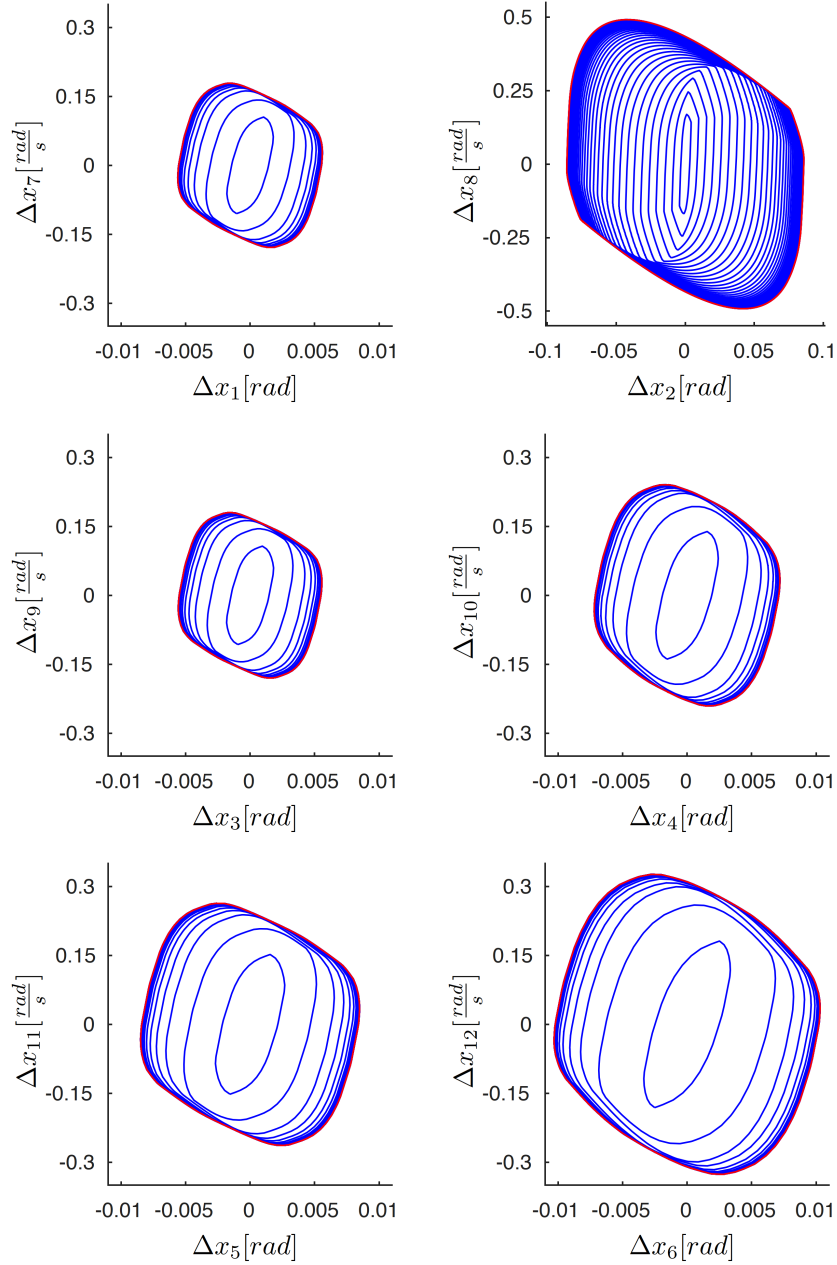 0.3
0.15
0
-0.15
-0.3
Δx₇[rad/s]
-0.01 -0.005 0 0.005 0.01
Δx₁[rad]
0.5
0.25
0
-0.25
-0.5
Δx₈[rad/s]
-0.1 -0.05 0 0.05 0.1
Δx₂[rad]
0.3
0.15
0
-0.15
-0.3
Δx₉[rad/s]
-0.01 -0.005 0 0.005 0.01
Δx₃[rad]
0.3
0.15
0
-0.15
-0.3
Δx₁₀[rad/s]
-0.01 -0.005 0 0.005 0.01
Δx₄[rad]
0.3
0.15
0
-0.15
-0.3
Δx₁₁[rad/s]
-0.01 -0.005 0 0.005 0.01
Δx₅[rad]
0.3
0.15
0
-0.15
-0.3
Δx₁₂[rad/s]
-0.01 -0.005 0 0.005 0.01
Δx₆[rad]